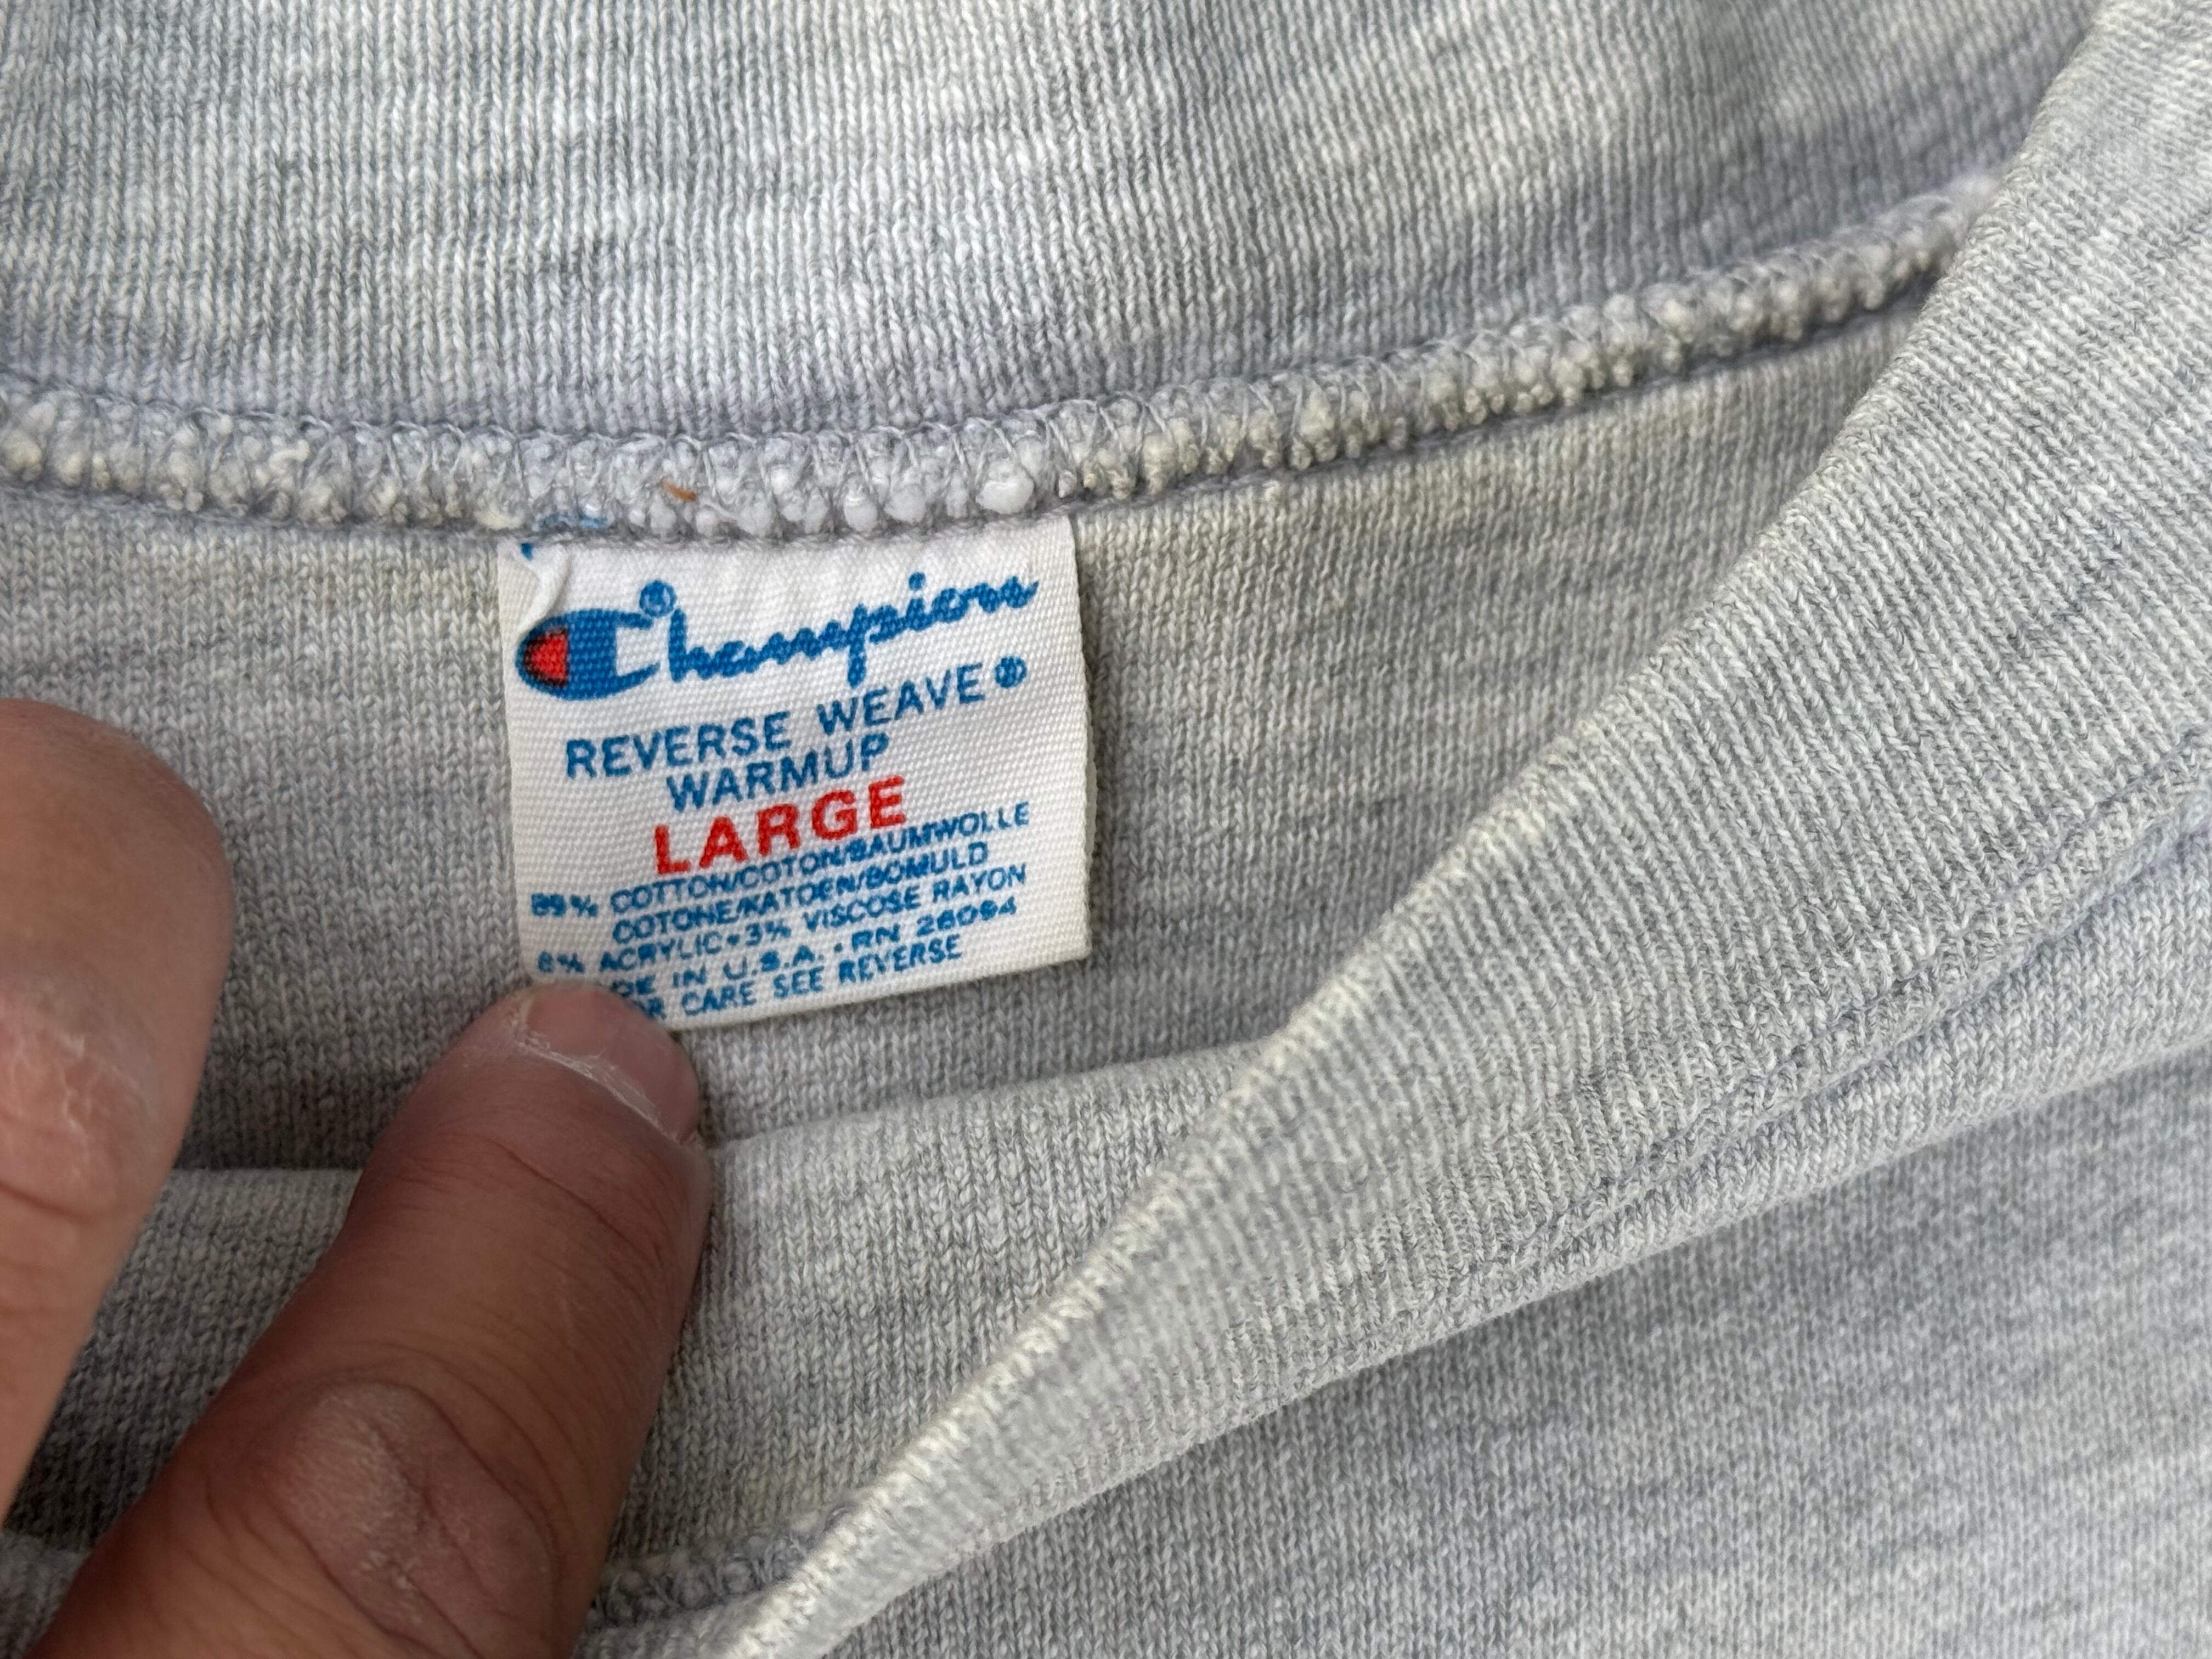 Champion®
REVERSE WEAVE®
WARMUP
LARGE
89% COTTON/COTON/BAUMWOLLE
COTONE/KATOEN/BOMULD
8% ACRYLIC•3% VISCOSE RAYON
DE IN U.S.A. • RN 26094
R CARE SEE REVERSE